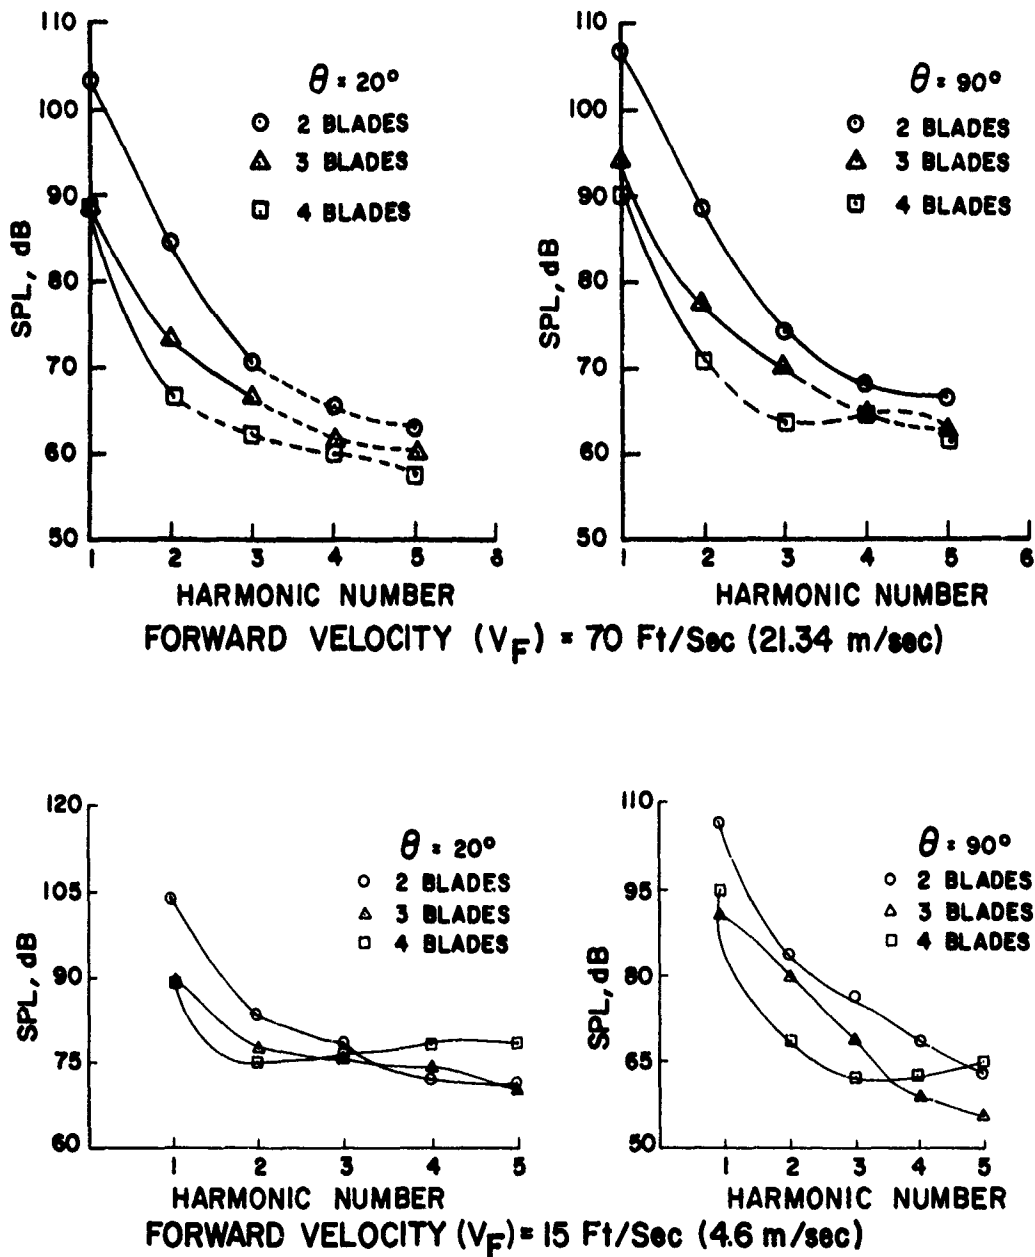 110
100
90
80
70
60
50
SPL, dB
θ = 20°
2 BLADES
3 BLADES
4 BLADES
1 2 3 4 5 6
HARMONIC NUMBER
110
100
90
80
70
60
50
SPL, dB
θ = 90°
2 BLADES
3 BLADES
4 BLADES
1 2 3 4 5 6
HARMONIC NUMBER
FORWARD VELOCITY (VF) = 70 Ft/Sec (21.34 m/sec)
120
105
90
75
60
SPL, dB
θ = 20°
2 BLADES
3 BLADES
4 BLADES
1 2 3 4 5
HARMONIC NUMBER
110
95
80
65
50
SPL, dB
θ = 90°
2 BLADES
3 BLADES
4 BLADES
1 2 3 4 5
HARMONIC NUMBER
FORWARD VELOCITY (VF) = 15 Ft/Sec (4.6 m/sec)